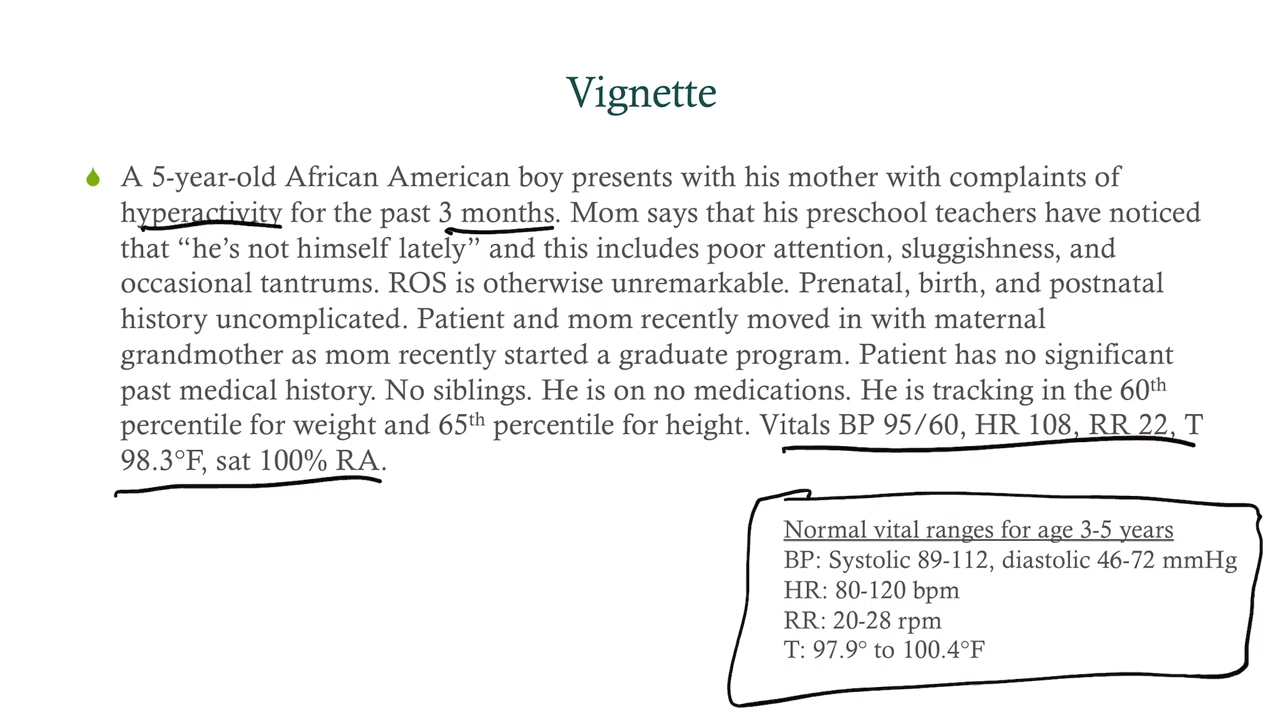 Vignette
A 5-year-old African American boy presents with his mother with complaints of
hyperactivity for the past 3 months. Mom says that his preschool teachers have noticed
that “he’s not himself lately” and this includes poor attention, sluggishness, and
occasional tantrums. ROS is otherwise unremarkable. Prenatal, birth, and postnatal
history uncomplicated. Patient and mom recently moved in with maternal
grandmother as mom recently started a graduate program. Patient has no significant
past medical history. No siblings. He is on no medications. He is tracking in the 60th
percentile for weight and 65th percentile for height. Vitals BP 95/60, HR 108, RR 22, T
98.3°F, sat 100% RA.
Normal vital ranges for age 3-5 years
BP: Systolic 89-112, diastolic 46-72 mmHg
HR: 80-120 bpm
RR: 20-28 rpm
T: 97.9° to 100.4°F